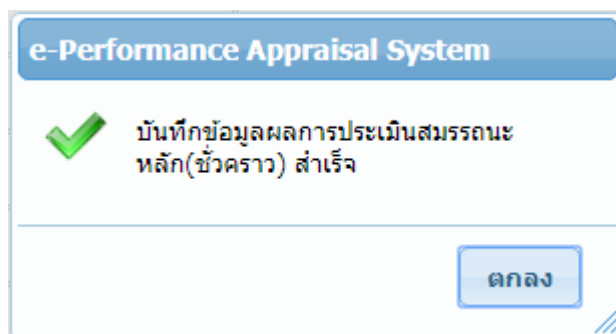 e-Performance Appraisal System
บันทึกข้อมูลผลการประเมินสมรรถนะ
หลัก(ชั่วคราว) สำเร็จ
ตกลง